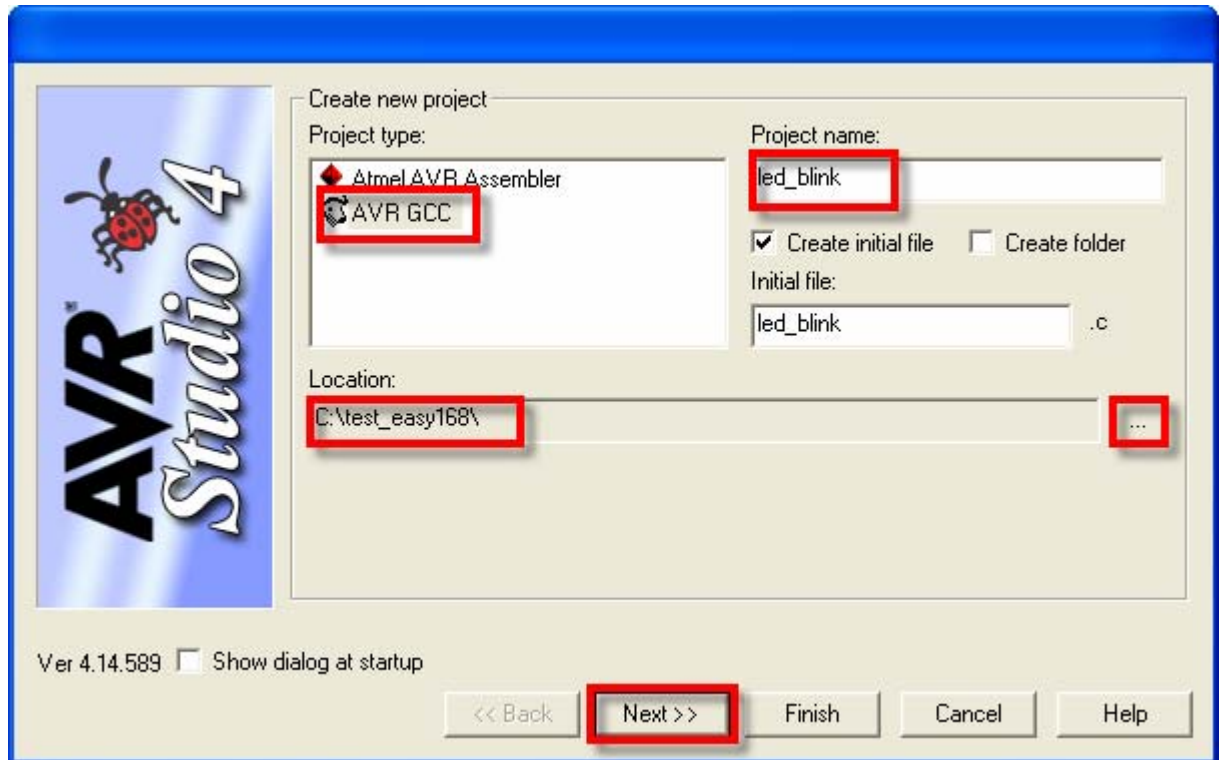 AVR
Studio 4
Create new project
Project type:
Atmel AVR Assembler
AVR GCC
Project name:
led_blink
Create initial file
Create folder
Initial file:
led_blink
.c
Location:
C:\test_easy168\
...
Ver 4.14.589
Show dialog at startup
<< Back
Next >>
Finish
Cancel
Help